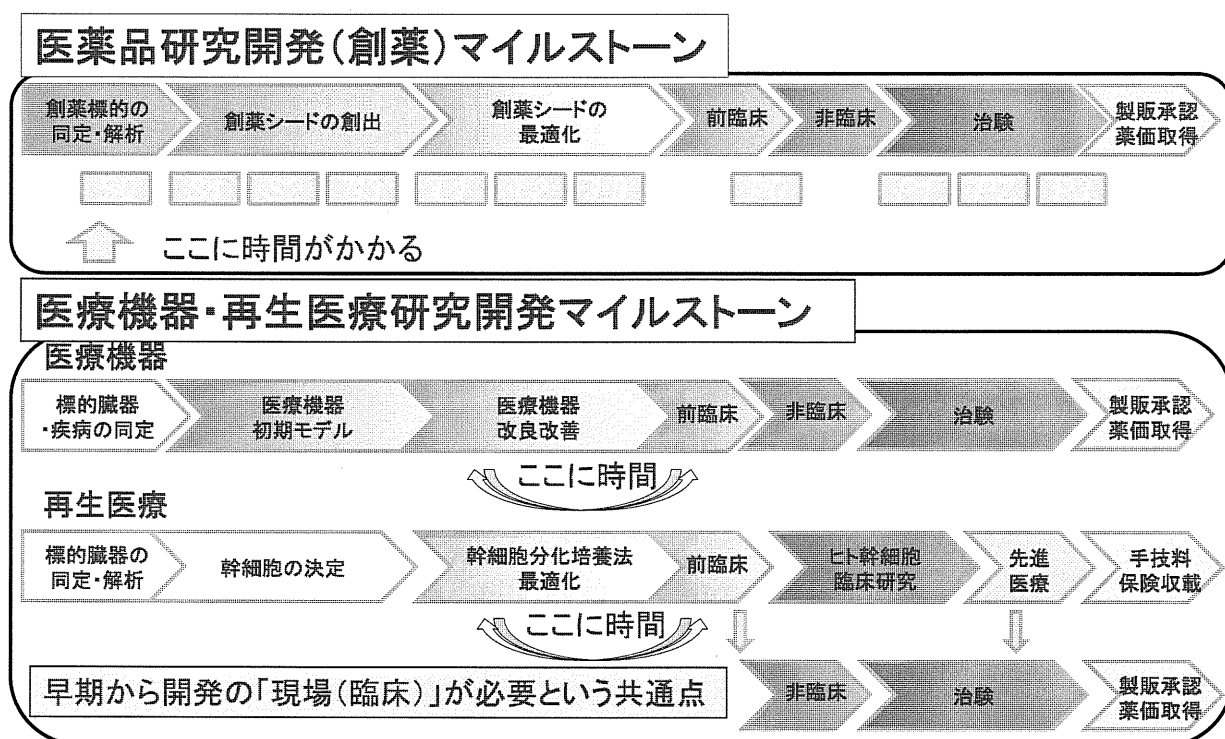 医薬品研究開発(創薬)マイルストーン
創薬標的の
同定・解析
創薬シードの創出
創薬シードの
最適化
前臨床
非臨床
治験
製販承認
薬価取得
ここに時間がかかる
医療機器・再生医療研究開発マイルストーン
医療機器
標的臓器
・疾病の同定
医療機器
初期モデル
医療機器
改良改善
前臨床
非臨床
治験
製販承認
薬価取得
ここに時間
再生医療
標的臓器の
同定・解析
幹細胞の決定
幹細胞分化培養法
最適化
前臨床
ヒト幹細胞
臨床研究
先進
医療
手技料
保険収載
ここに時間
早期から開発の「現場(臨床)」が必要という共通点
非臨床
治験
製販承認
薬価取得